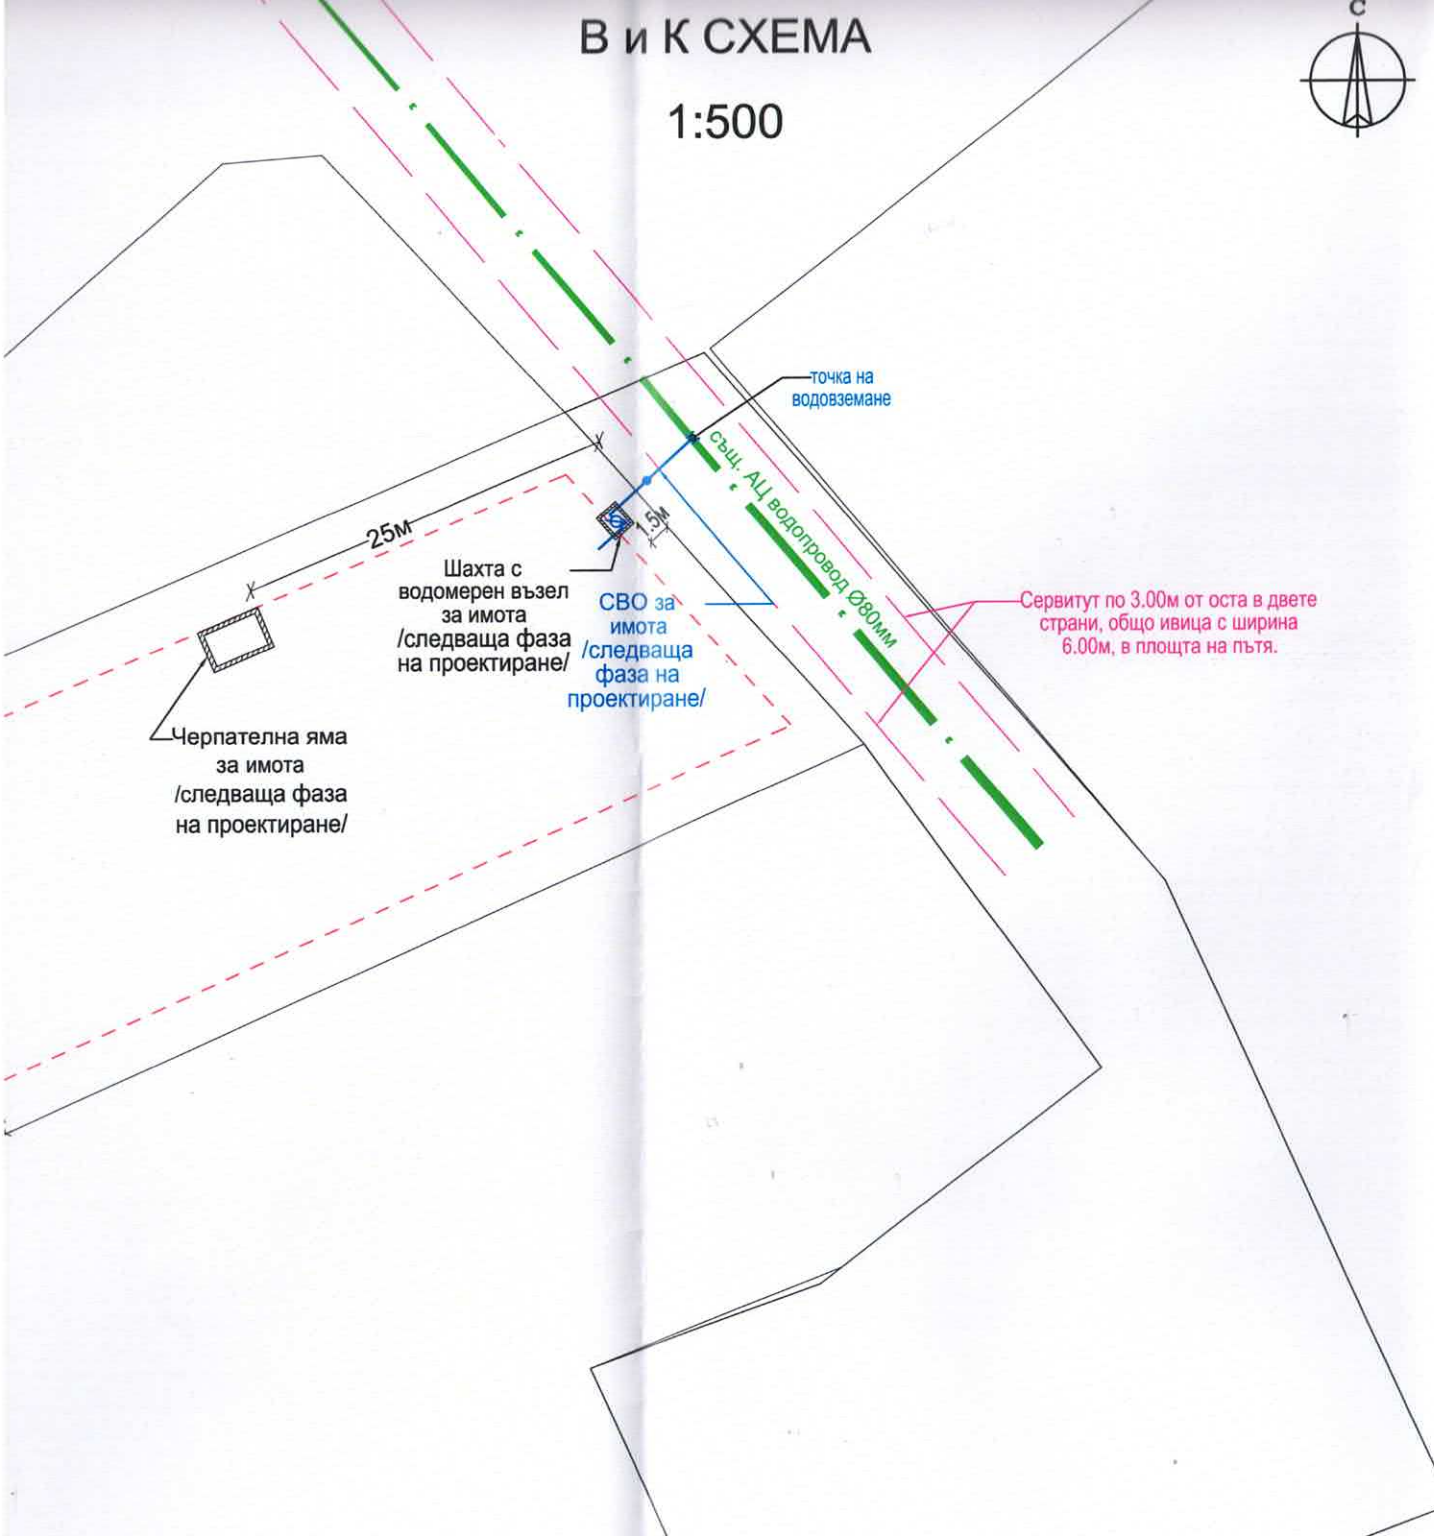 В и К СХЕМА
С
1:500
точка на
водовземане
същ. АЦ водопровод Ø80мм
25м
1.5м
Шахта с
водомерен възел
за имота
/следваща фаза
на проектиране/
СВО за
имота
/следваща
фаза на
проектиране/
Сервитут по 3.00м от оста в двете
страни, общо ивица с ширина
6.00м, в площта на пътя.
Черпателна яма
за имота
/следваща фаза
на проектиране/